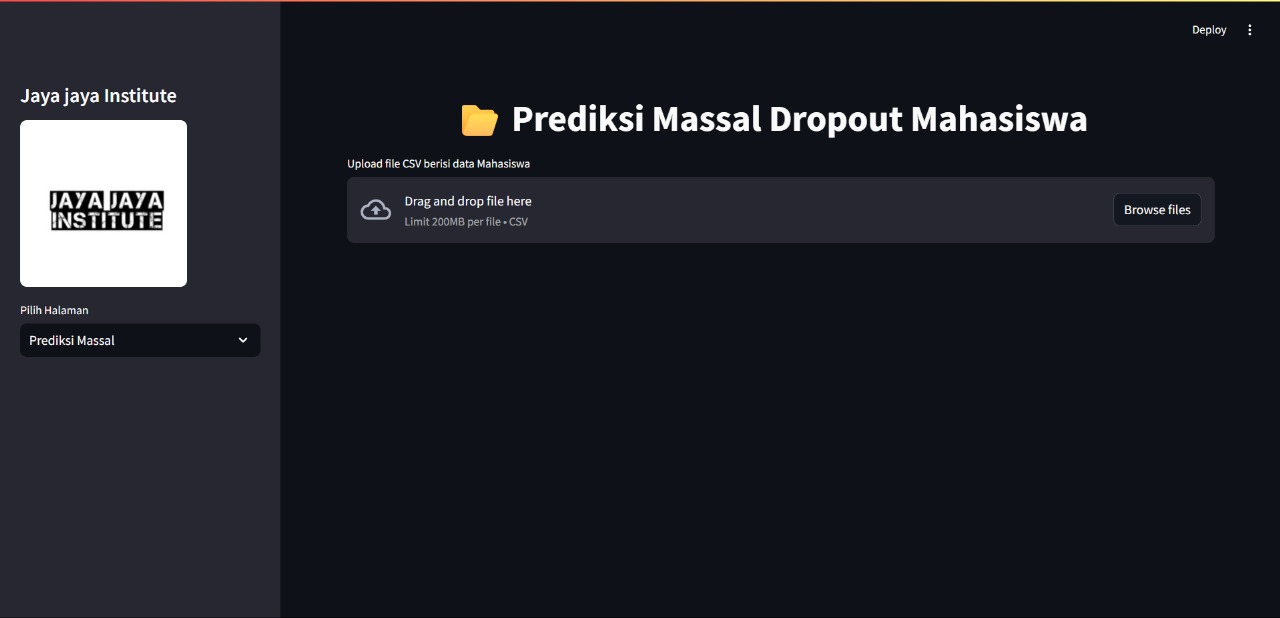 Deploy
Jaya jaya Institute
JAYA JAYA
INSTITUTE
Pilih Halaman
Prediksi Massal
📂 Prediksi Massal Dropout Mahasiswa
Upload file CSV berisi data Mahasiswa
Drag and drop file here
Limit 200MB per file • CSV
Browse files